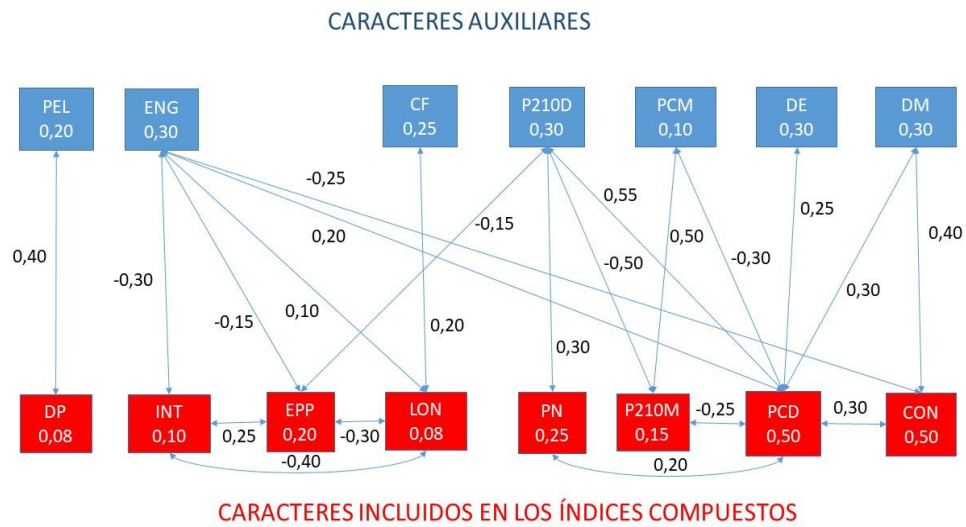 CARACTERES AUXILIARES
PEL
0,20
ENG
0,30
CF
0,25
P210D
0,30
PCM
0,10
DE
0,30
DM
0,30
-0,25
0,20
0,55
-0,15
0,25
0,40
0,40
0,50
-0,50
-0,30
-0,30
0,30
-0,15
0,10
0,20
0,30
DP
0,08
INT
0,10
EPP
0,20
LON
0,08
PN
0,25
P210M
0,15
PCD
0,50
CON
0,50
0,25
-0,30
-0,25
0,30
-0,40
0,20
CARACTERES INCLUIDOS EN LOS ÍNDICES COMPUESTOS